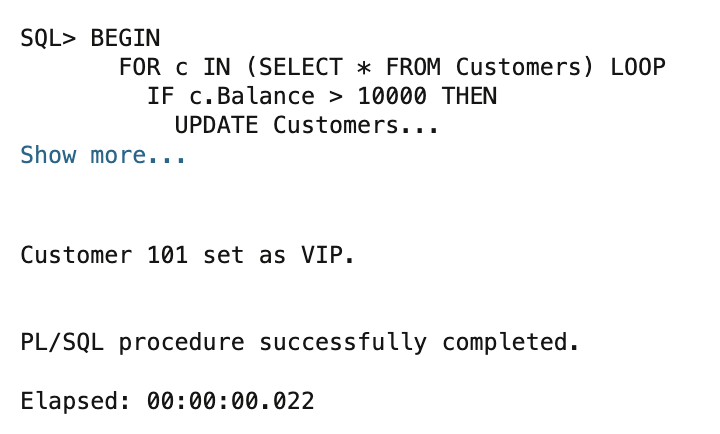 SQL> BEGIN
       FOR c IN (SELECT * FROM Customers) LOOP
         IF c.Balance > 10000 THEN
           UPDATE Customers...
Show more...
Customer 101 set as VIP.
PL/SQL procedure successfully completed.
Elapsed: 00:00:00.022